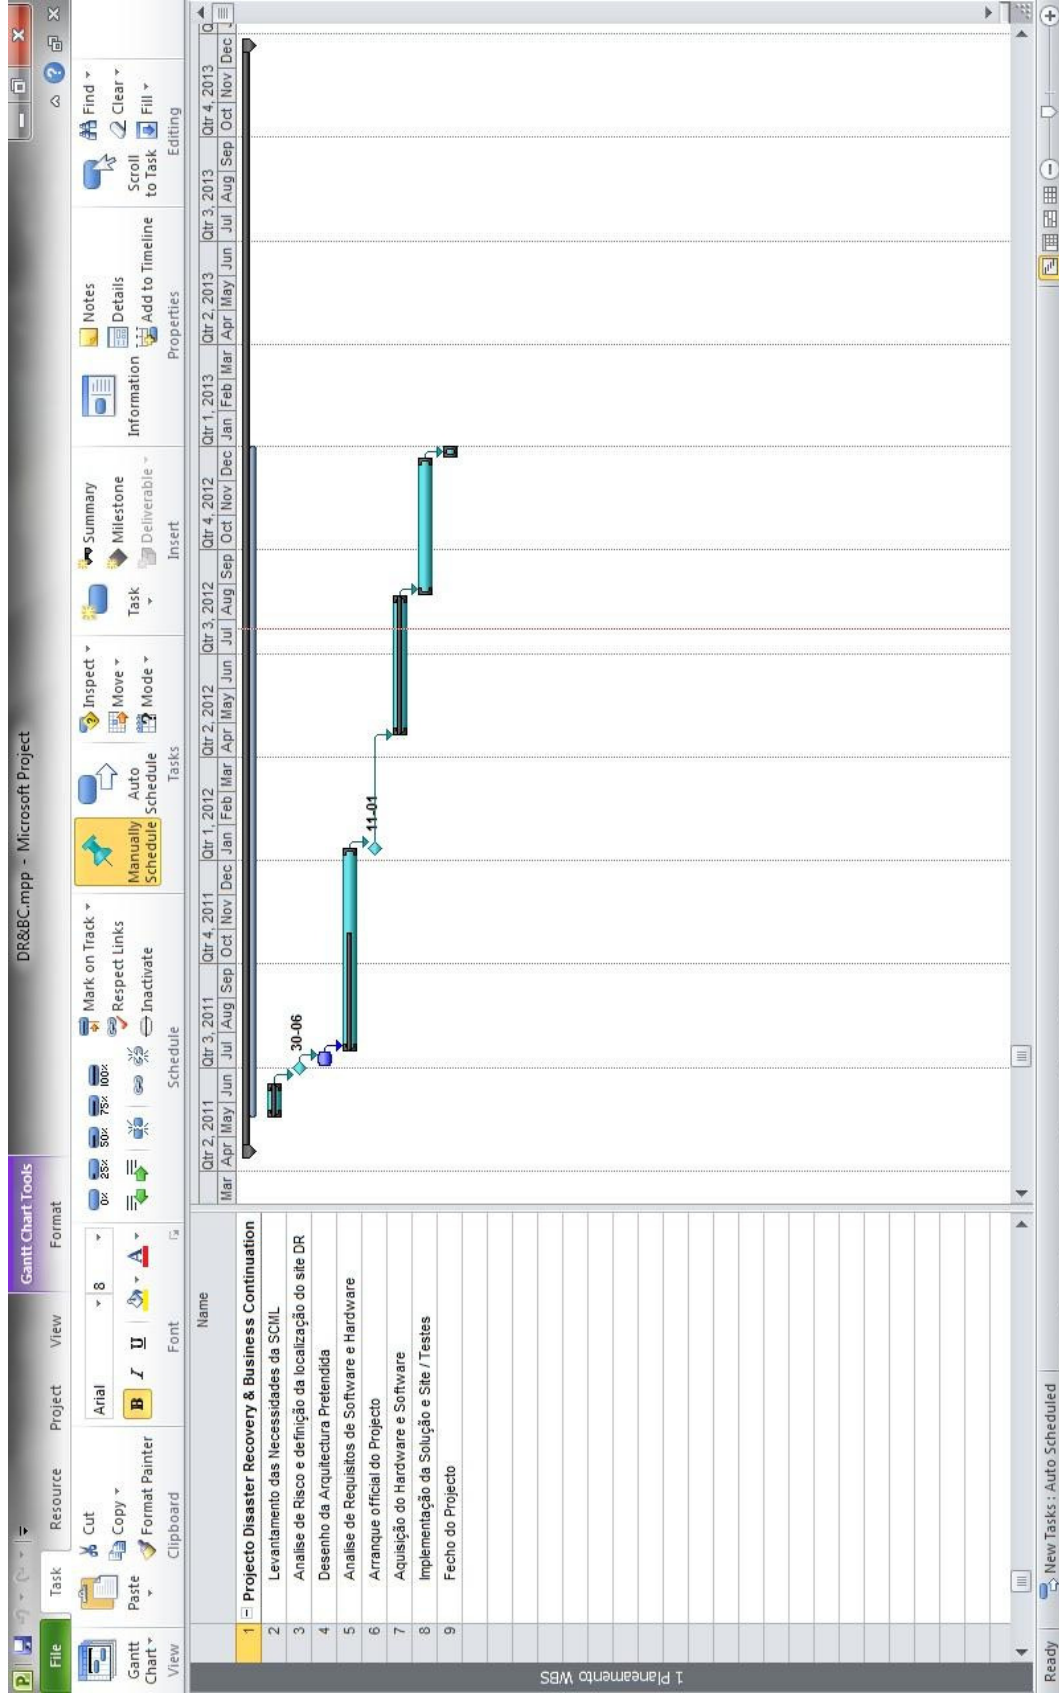 DR&BC.mpp - Microsoft Project
Gantt Chart Tools
File Task Resource Project View Format
Gantt Chart
View
Paste
Cut
Copy
Format Painter
Clipboard
Arial 8
B I U A
Font
0% 25% 50% 75% 100%
Mark on Track
Respect Links
Inactivate
Schedule
Manually Schedule
Auto Schedule
Inspect
Move
Mode
Tasks
Task
Summary
Milestone
Deliverable
Insert
Information
Notes
Details
Add to Timeline
Properties
Scroll to Task
Find
Clear
Fill
Editing
Name
Qtr 2, 2011 Qtr 3, 2011 Qtr 4, 2011 Qtr 1, 2012 Qtr 2, 2012 Qtr 3, 2012 Qtr 4, 2012 Qtr 1, 2013 Qtr 2, 2013 Qtr 3, 2013 Qtr 4, 2013 Q
Mar Apr May Jun Jul Aug Sep Oct Nov Dec Jan Feb Mar Apr May Jun Jul Aug Sep Oct Nov Dec Jan Feb Mar Apr May Jun Jul Aug Sep Oct Nov Dec
1 Projecto Disaster Recovery & Business Continuation
2 Levantamento das Necessidades da SCML
3 Analise de Risco e definição da localização do site DR
4 Desenho da Arquitectura Pretendida
5 Analise de Requisitos de Software e Hardware
6 Arranque official do Projecto
7 Aquisição do Hardware e Software
8 Implementação da Solução e Site / Testes
9 Fecho do Projecto
30-06
11-01
1 Planeamento WBS
Ready New Tasks : Auto Scheduled